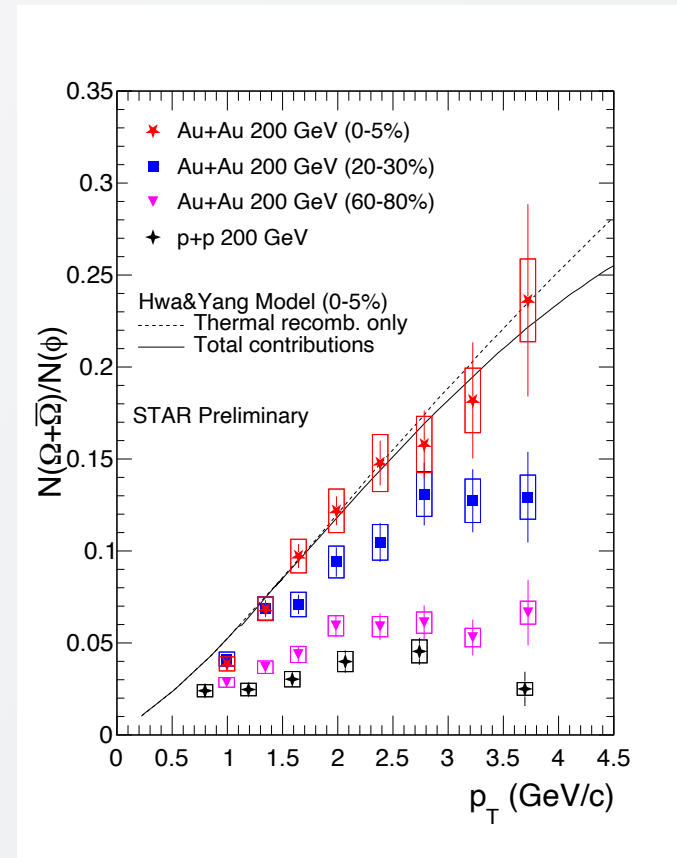 0.35
0.3
0.25
0.2
0.15
0.1
0.05
0
N(Ω+Ω̅)/N(ϕ)
Au+Au 200 GeV (0-5%)
Au+Au 200 GeV (20-30%)
Au+Au 200 GeV (60-80%)
p+p 200 GeV
Hwa&Yang Model (0-5%)
Thermal recomb. only
Total contributions
STAR Preliminary
0 0.5 1 1.5 2 2.5 3 3.5 4 4.5
p_T (GeV/c)